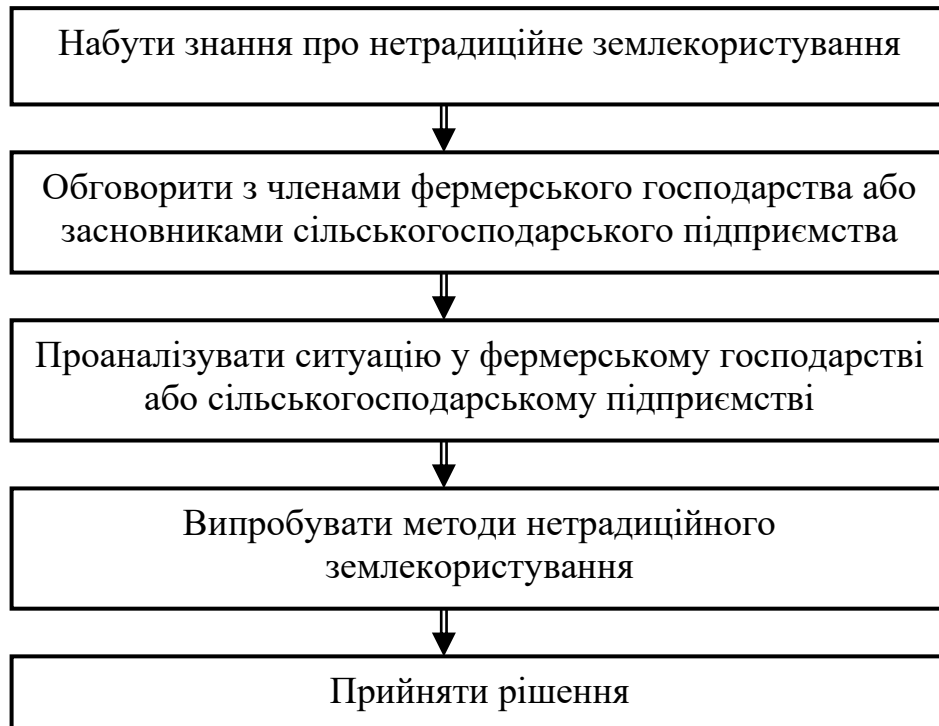 Набути знання про нетрадиційне землекористування
Обговорити з членами фермерського господарства або
засновниками сільськогосподарського підприємства
Проаналізувати ситуацію у фермерському господарстві
або сільськогосподарському підприємстві
Випробувати методи нетрадиційного
землекористування
Прийняти рішення